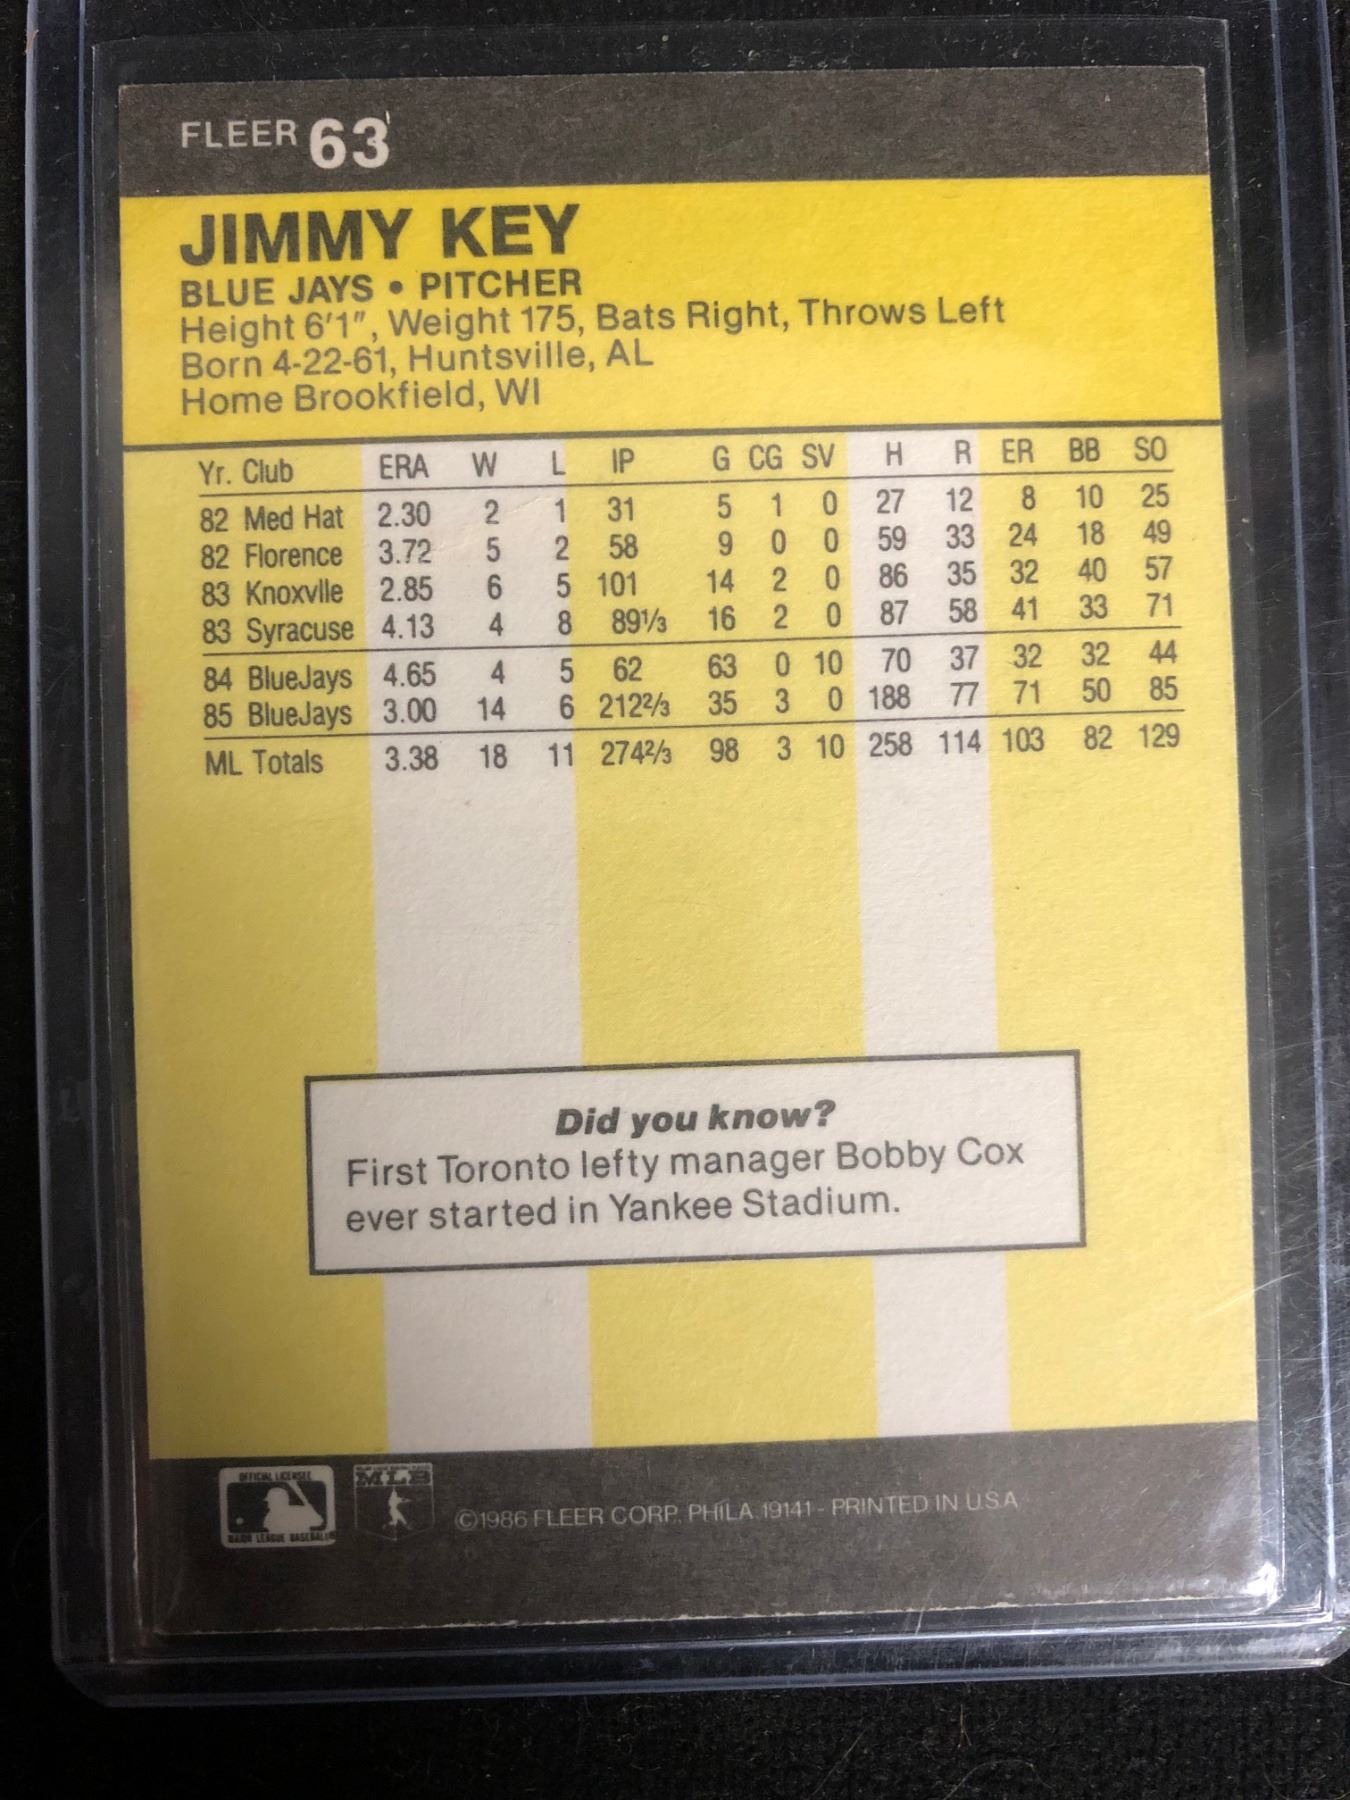 FLEER 63
JIMMY KEY
BLUE JAYS • PITCHER
Height 6'1", Weight 175, Bats Right, Throws Left
Born 4-22-61, Huntsville, AL
Home Brookfield, WI
Yr. Club ERA W L IP G CG SV H R ER BB SO
82 Med Hat 2.30 2 1 31 5 1 0 27 12 8 10 25
82 Florence 3.72 5 2 58 9 0 0 59 33 24 18 49
83 Knoxvlle 2.85 6 5 101 14 2 0 86 35 32 40 57
83 Syracuse 4.13 4 8 89⅓ 16 2 0 87 58 41 33 71
84 BlueJays 4.65 4 5 62 63 0 10 70 37 32 32 44
85 BlueJays 3.00 14 6 212⅔ 35 3 0 188 77 71 50 85
ML Totals 3.38 18 11 274⅔ 98 3 10 258 114 103 82 129
Did you know?
First Toronto lefty manager Bobby Cox
ever started in Yankee Stadium.
OFFICIAL LICENSEE
MAJOR LEAGUE BASEBALL
MLB
©1986 FLEER CORP. PHILA. 19141 - PRINTED IN U.S.A